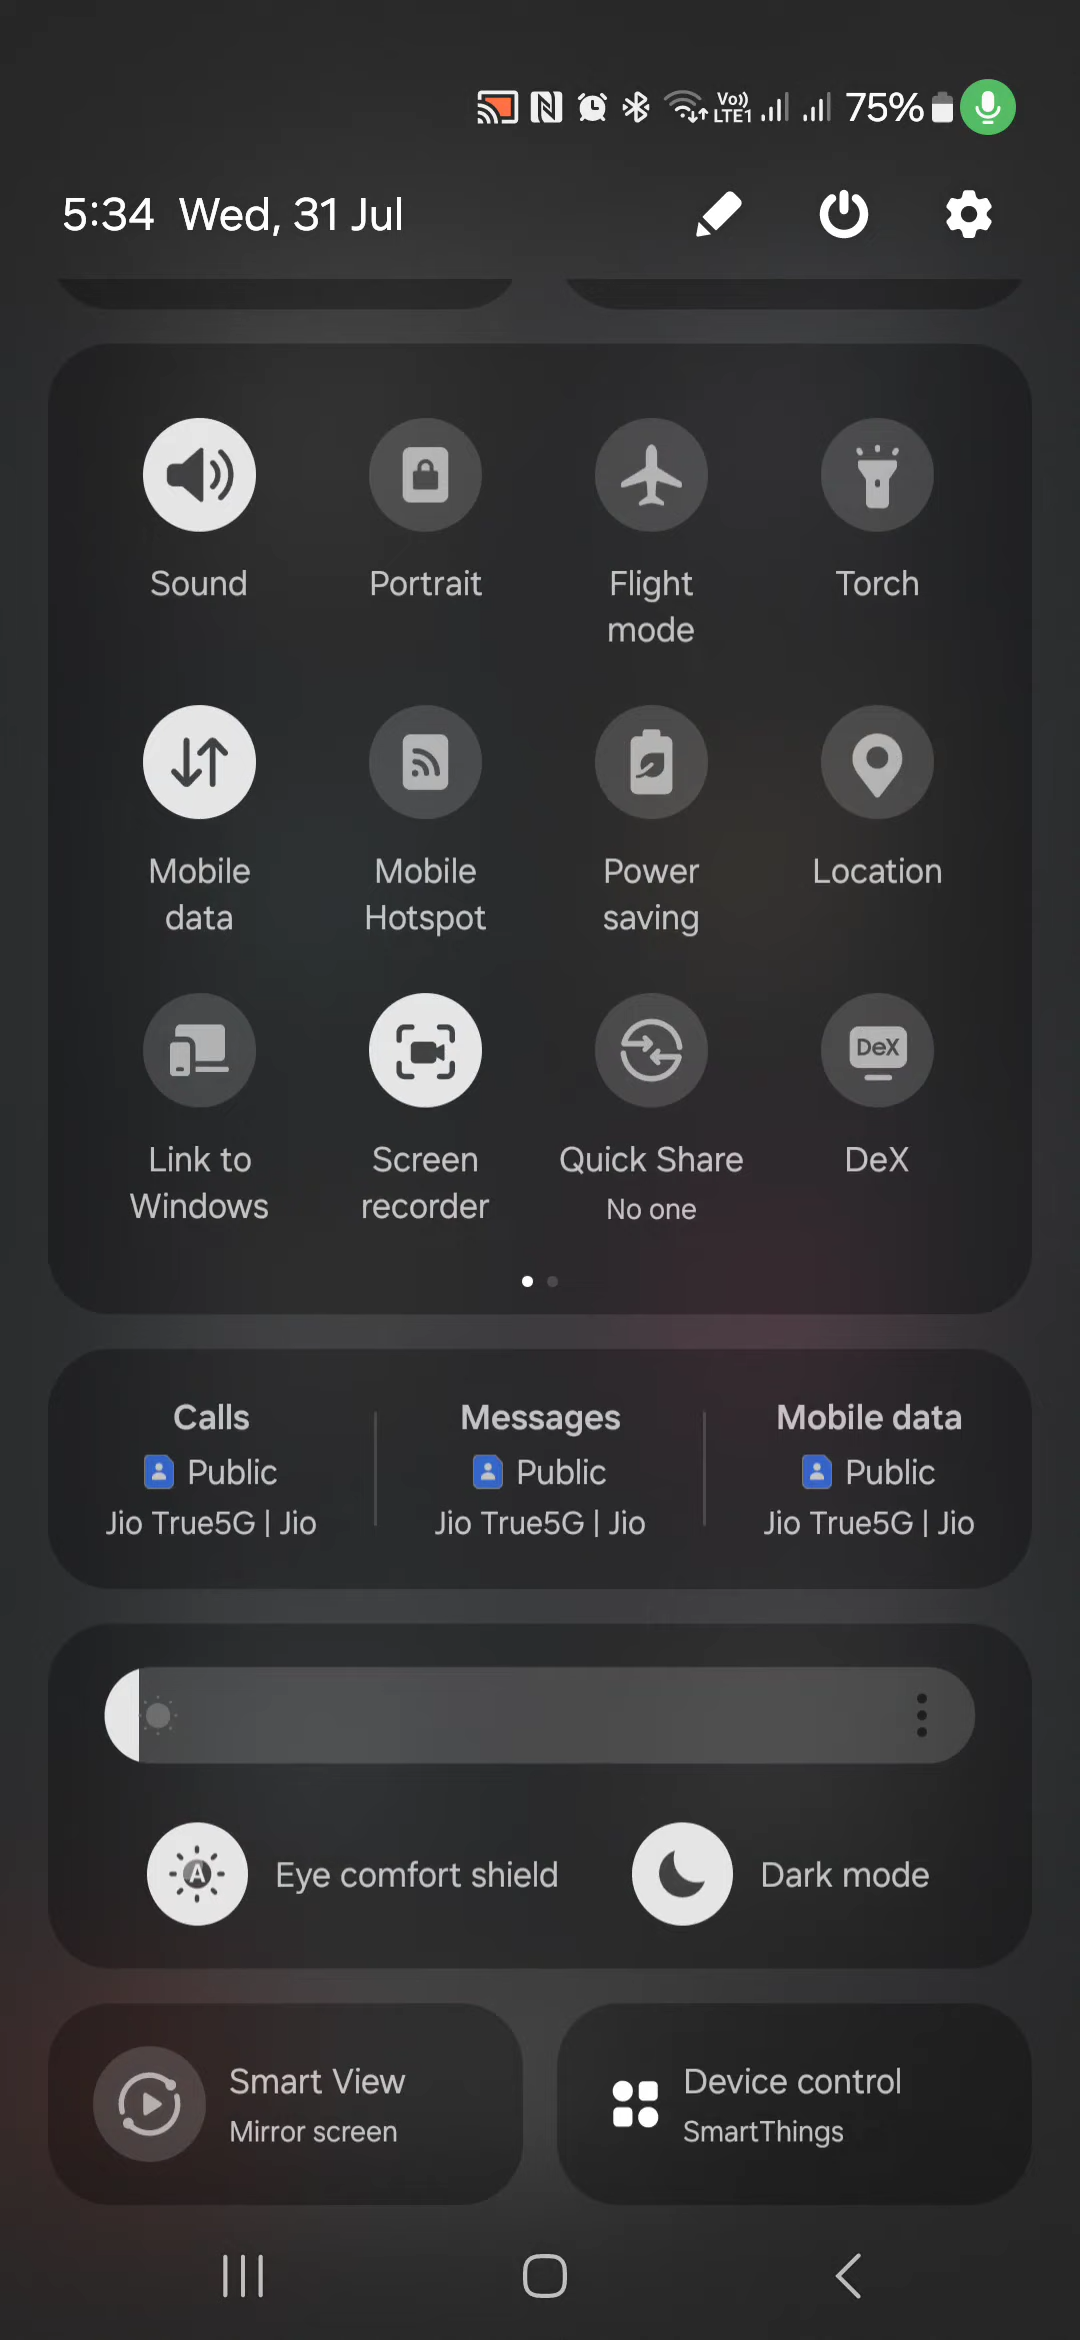 Vo))
LTE1
75%
5:34 Wed, 31 Jul
Sound
Portrait
Flight
mode
Torch
Mobile
data
Mobile
Hotspot
Power
saving
Location
Link to
Windows
Screen
recorder
Quick Share
No one
DeX
DeX
Calls
Public
Jio True5G | Jio
Messages
Public
Jio True5G | Jio
Mobile data
Public
Jio True5G | Jio
A
Eye comfort shield
Dark mode
Smart View
Mirror screen
Device control
SmartThings